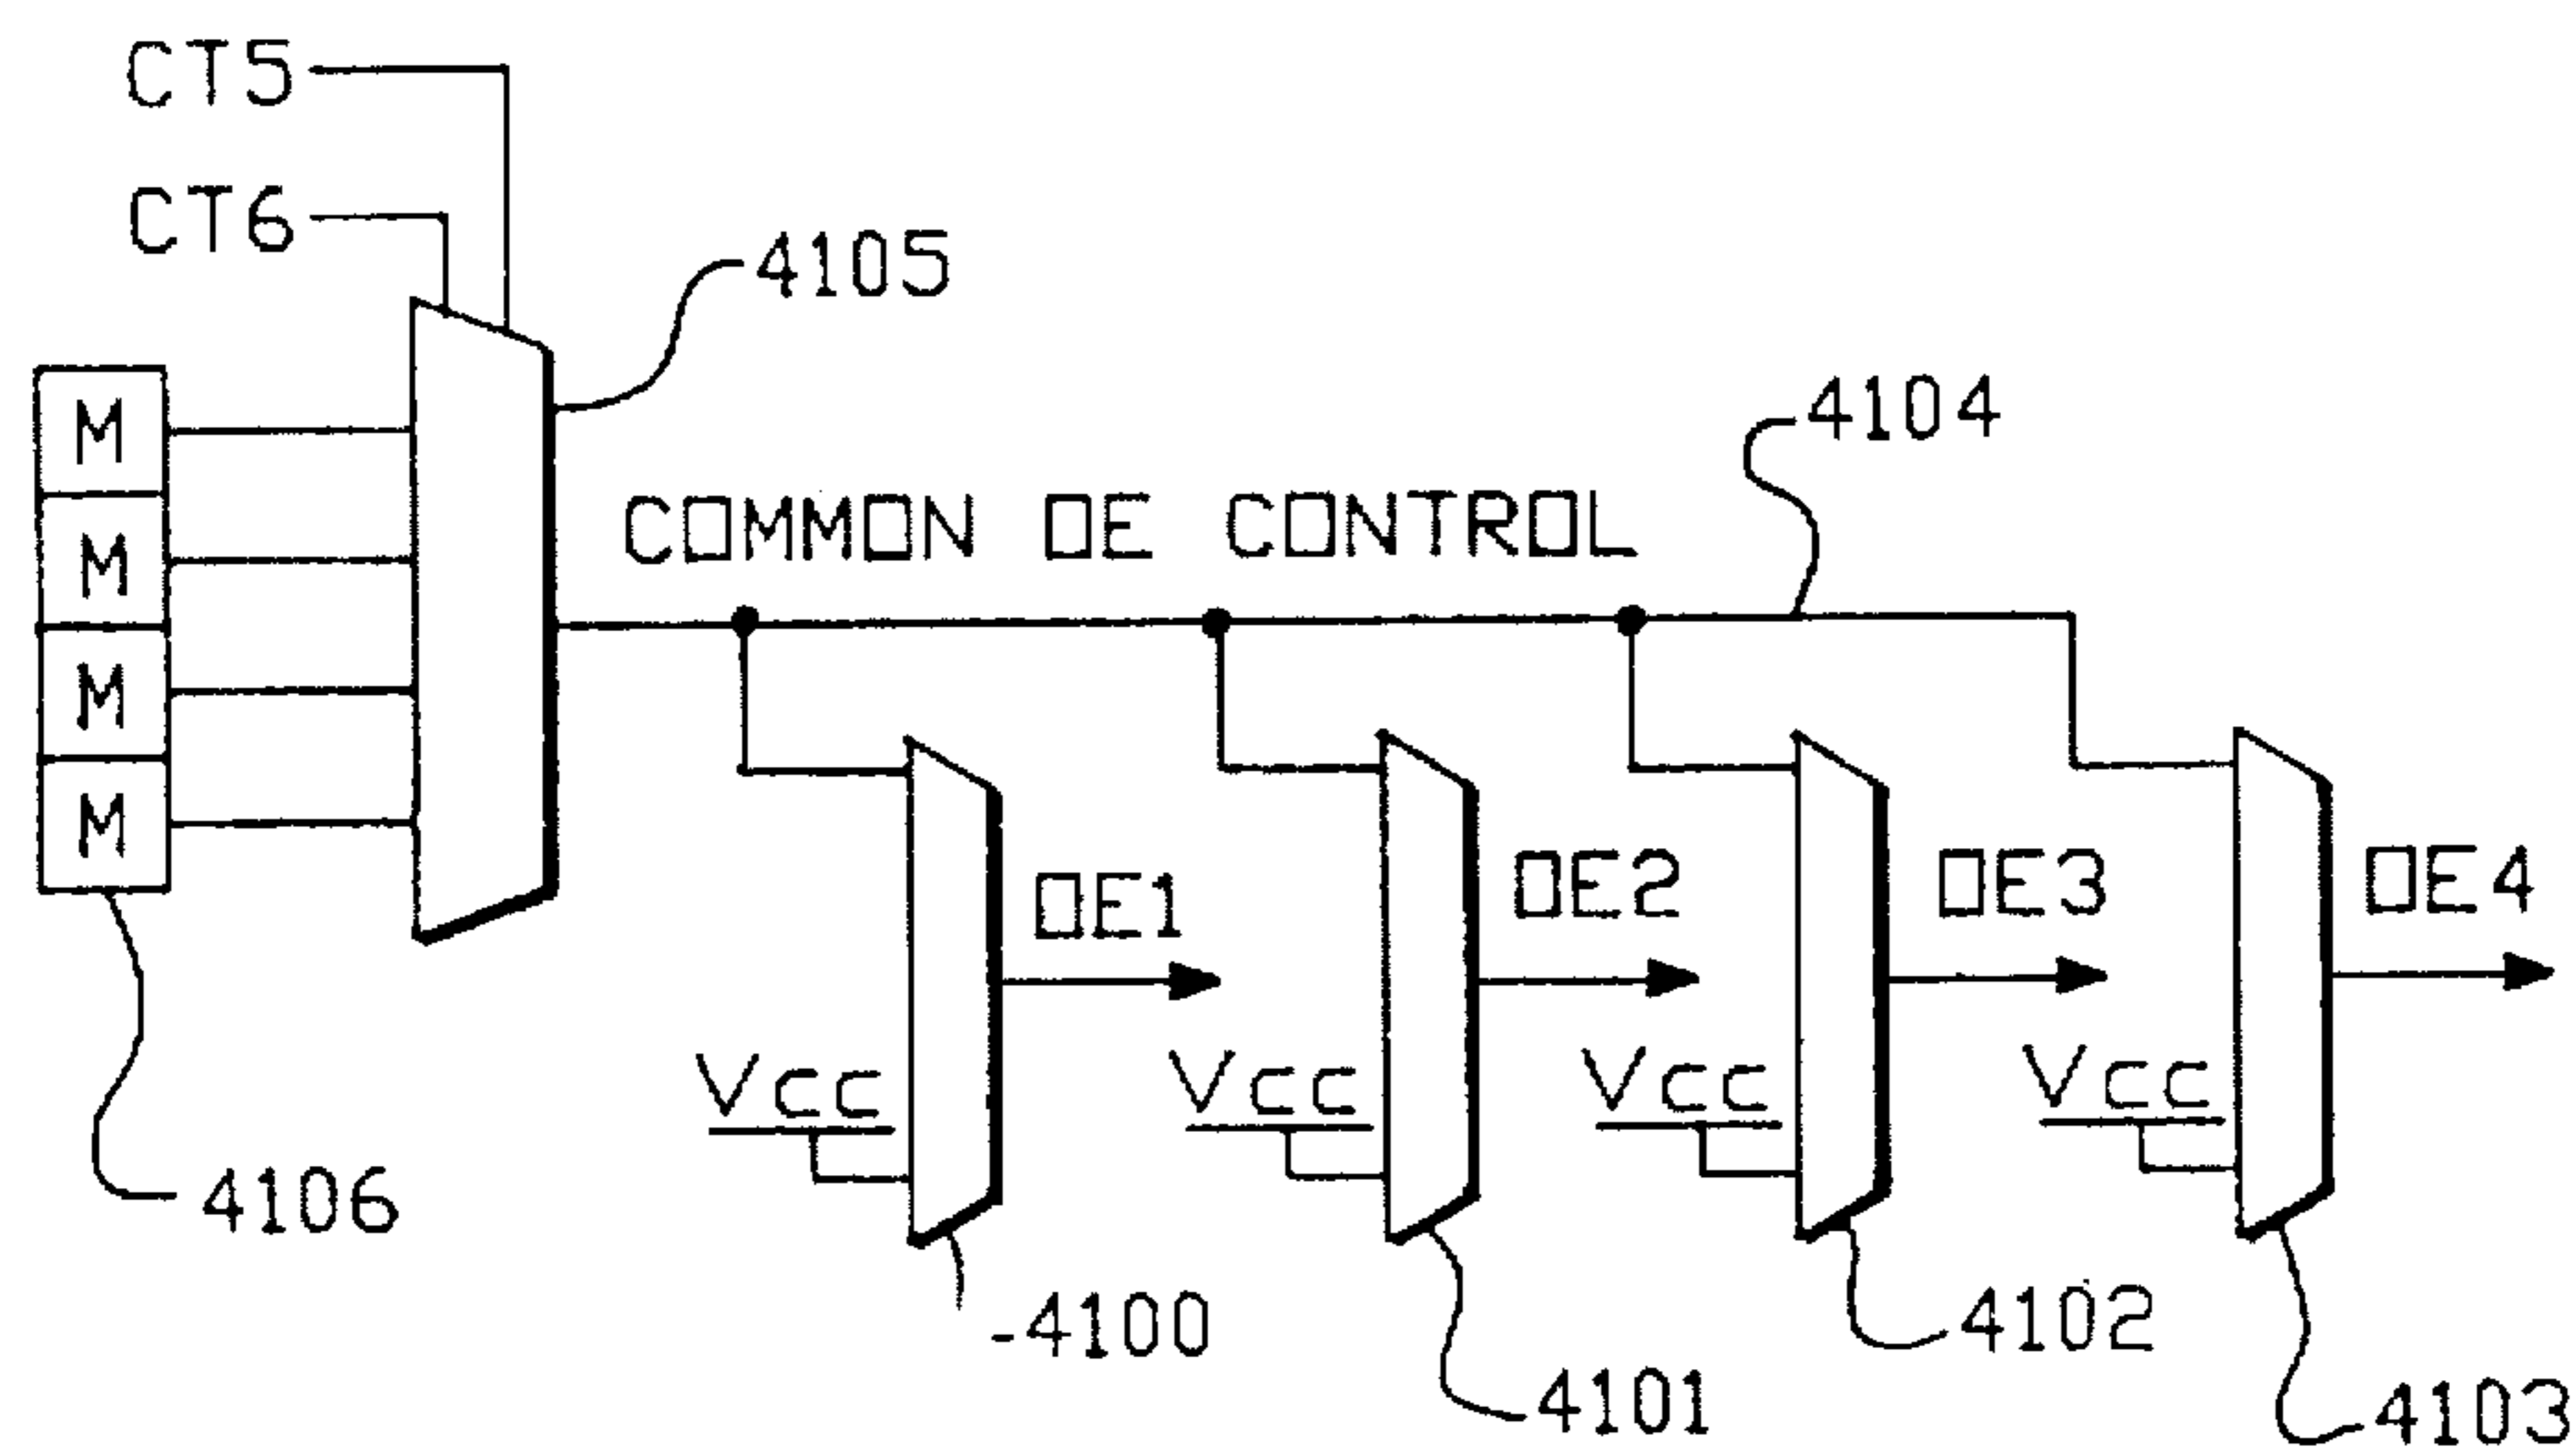 CT5
CT6
4105
4104
M
M
M
M
COMMON OE CONTROL
OE1
OE2
OE3
OE4
Vcc
Vcc
Vcc
Vcc
4106
-4100
4101
4102
4103